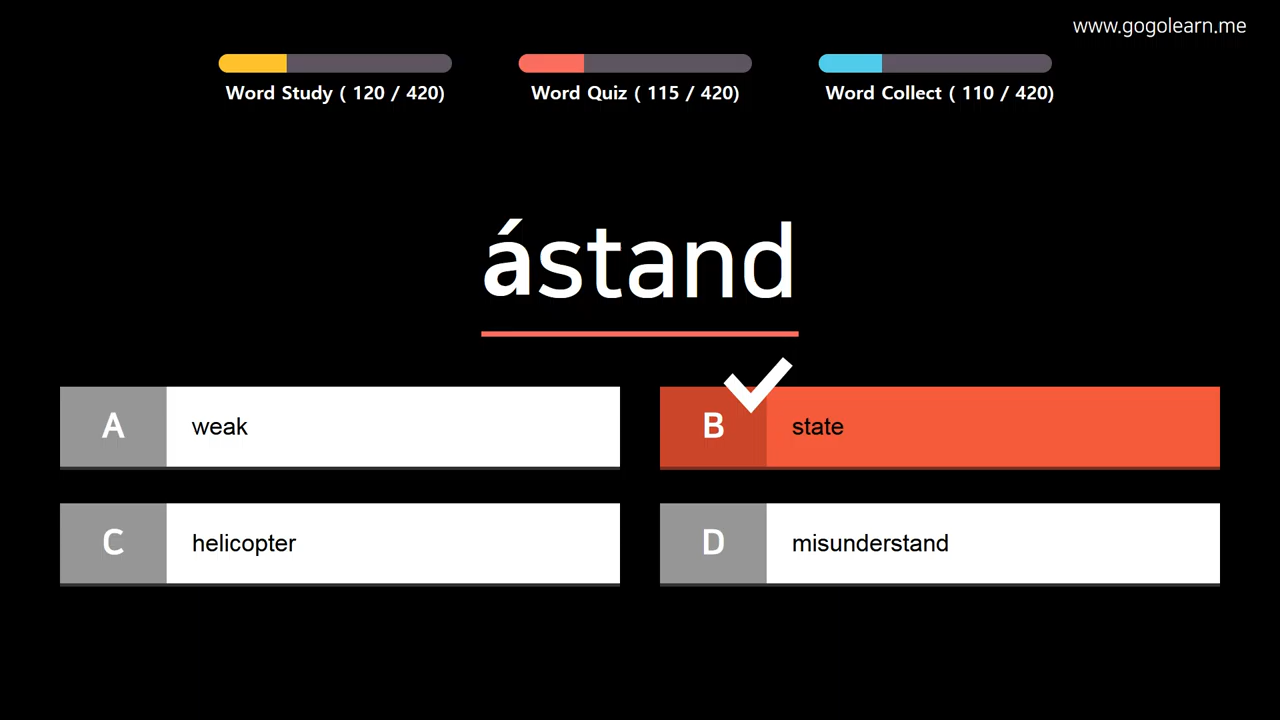 www.gogolearn.me
Word Study ( 120 / 420)
Word Quiz ( 115 / 420)
Word Collect ( 110 / 420)
ástand
A weak
B state
C helicopter
D misunderstand